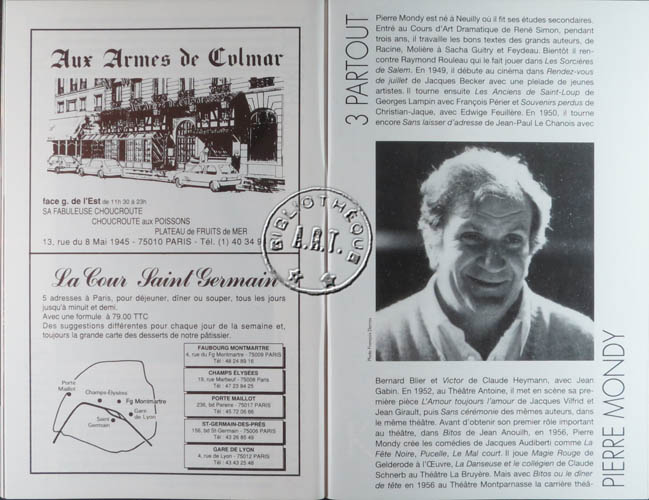 Aux Armes de Colmar
face g. de l'Est de 11h 30 à 23h
SA FABULEUSE CHOUCROUTE
CHOUCROUTE aux POISSONS
PLATEAU de FRUITS de MER
13, rue du 8 Mai 1945 - 75010 PARIS - Tél. (1) 40 34 9
La Cour Saint Germain
5 adresses à Paris, pour déjeuner, dîner ou souper, tous les jours
jusqu'à minuit et demi.
Avec une formule à 79.00 TTC
Des suggestions différentes pour chaque jour de la semaine et,
toujours la grande carte des desserts de notre pâtissier.
Porte
Maillot
Champs-Elysées
Fg Montmartre
Saint
Germain
Gare
de Lyon
FAUBOURG MONTMARTRE
4, rue du Fg Montmartre - 75009 PARIS
Tél : 48 24 89 16
CHAMPS ÉLYSÉES
19, rue Marbeuf - 75008 Paris
Tél : 47 23 84 25
PORTE MAILLOT
236, bd Pereire - 75017 PARIS
Tél : 45 72 06 66
ST-GERMAIN-DES-PRÉS
156, bd St-Germain - 75006 PARIS
Tél : 43 26 85 48
GARE DE LYON
4, rue de Lyon - 75012 PARIS
Tél : 43 43 25 48
BIBLIOTHÈQUE
A.R.T.
3 PARTOUT
Pierre Mondy est né à Neuilly où il fit ses études secondaires.
Entré au Cours d'Art Dramatique de René Simon, pendant
trois ans, il travaille les bons textes des grands auteurs, de
Racine, Molière à Sacha Guitry et Feydeau. Bientôt il ren-
contre Raymond Rouleau qui le fait jouer dans Les Sorcières
de Salem. En 1949, il débute au cinéma dans Rendez-vous
de juillet de Jacques Becker avec une pleiade de jeunes
artistes. Il tourne ensuite Les Anciens de Saint-Loup de
Georges Lampin avec François Périer et Souvenirs perdus de
Christian-Jaque, avec Edwige Feuillère. En 1950, il tourne
encore Sans laisser d'adresse de Jean-Paul Le Chanois avec
Photo François Darras
PIERRE MONDY
Bernard Blier et Victor de Claude Heymann, avec Jean
Gabin. En 1952, au Théâtre Antoine, il met en scène sa pre-
mière pièce L'Amour toujours l'amour de Jacques Vilfrid et
Jean Girault, puis Sans cérémonie des mêmes auteurs, dans
le même théâtre. Avant d'obtenir son premier rôle important
au théâtre, dans Bitos de Jean Anouilh, en 1956, Pierre
Mondy crée les comédies de Jacques Audiberti comme La
Fête Noire, Pucelle, Le Mal court. Il joue Magie Rouge de
Gelderode à l'Œuvre, La Danseuse et le collégien de Claude
Schnerb au Théâtre La Bruyère. Mais avec Bitos ou le dîner
de tête en 1956 au Théâtre Montparnasse la carrière théâ-